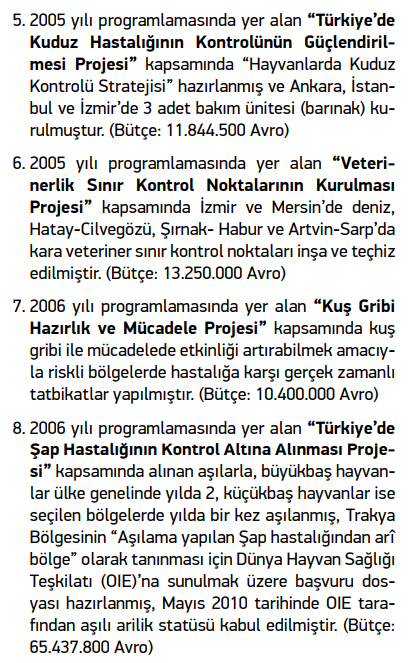 5. 2005 yılı programlamasında yer alan “Türkiye’de
Kuduz Hastalığının Kontrolünün Güçlendiril-
mesi Projesi” kapsamında “Hayvanlarda Kuduz
Kontrolü Stratejisi” hazırlanmış ve Ankara, İstan-
bul ve İzmir’de 3 adet bakım ünitesi (barınak) ku-
rulmuştur. (Bütçe: 11.844.500 Avro)
6. 2005 yılı programlamasında yer alan “Veteri-
nerlik Sınır Kontrol Noktalarının Kurulması
Projesi” kapsamında İzmir ve Mersin’de deniz,
Hatay-Cilvegözü, Şırnak- Habur ve Artvin-Sarp’da
kara veteriner sınır kontrol noktaları inşa ve teçhiz
edilmiştir. (Bütçe: 13.250.000 Avro)
7. 2006 yılı programlamasında yer alan “Kuş Gribi
Hazırlık ve Mücadele Projesi” kapsamında kuş
gribi ile mücadelede etkinliği artırabilmek amacıy-
la riskli bölgelerde hastalığa karşı gerçek zamanlı
tatbikatlar yapılmıştır. (Bütçe: 10.400.000 Avro)
8. 2006 yılı programlamasında yer alan “Türkiye’de
Şap Hastalığının Kontrol Altına Alınması Proje-
si” kapsamında alınan aşılarla, büyükbaş hayvan-
lar ülke genelinde yılda 2, küçükbaş hayvanlar ise
seçilen bölgelerde yılda bir kez aşılanmış, Trakya
Bölgesinin “Aşılama yapılan Şap hastalığından arî
bölge” olarak tanınması için Dünya Hayvan Sağlığı
Teşkilatı (OIE)’na sunulmak üzere başvuru dos-
yası hazırlanmış, Mayıs 2010 tarihinde OIE tara-
fından aşılı arilik statüsü kabul edilmiştir. (Bütçe:
65.437.800 Avro)